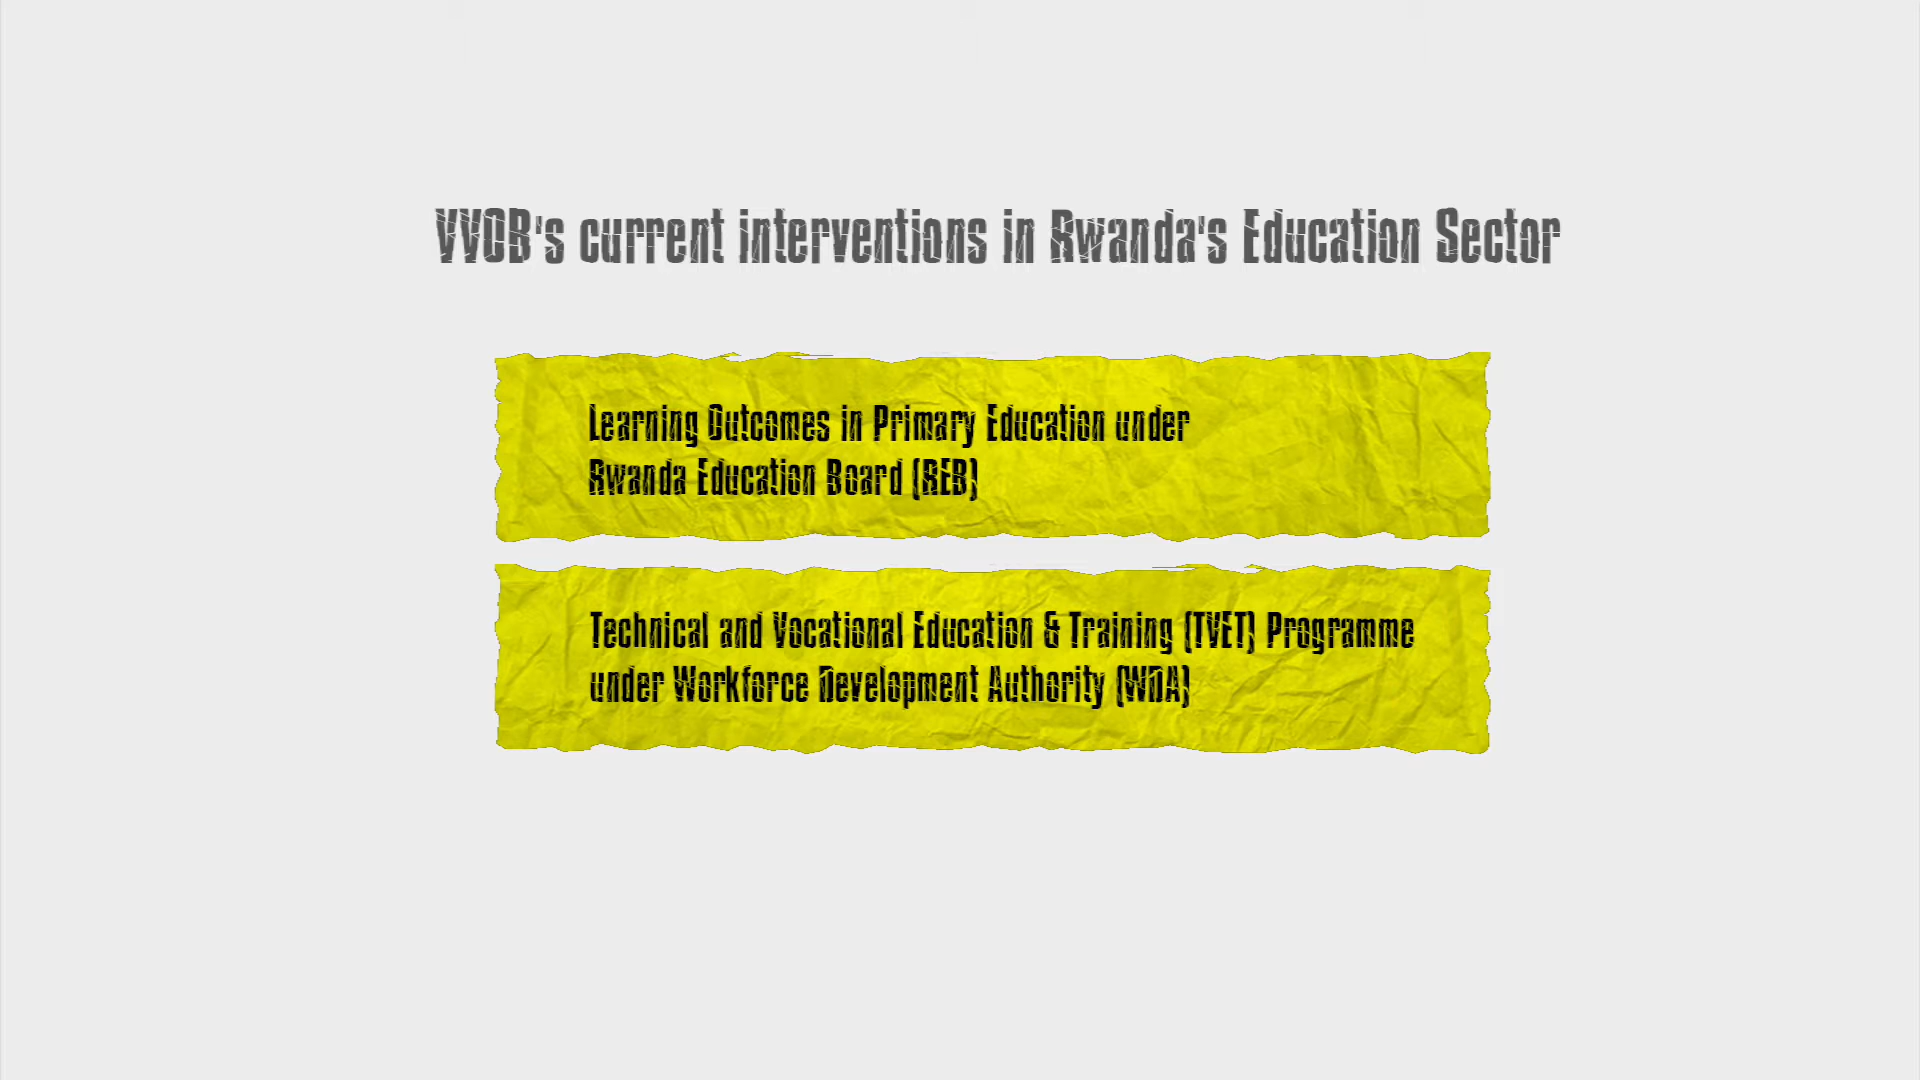 VVOB's current interventions in Rwanda's Education Sector
Learning Outcomes in Primary Education under
Rwanda Education Board (REB)
Technical and Vocational Education & Training (TVET) Programme
under Workforce Development Authority (WDA)